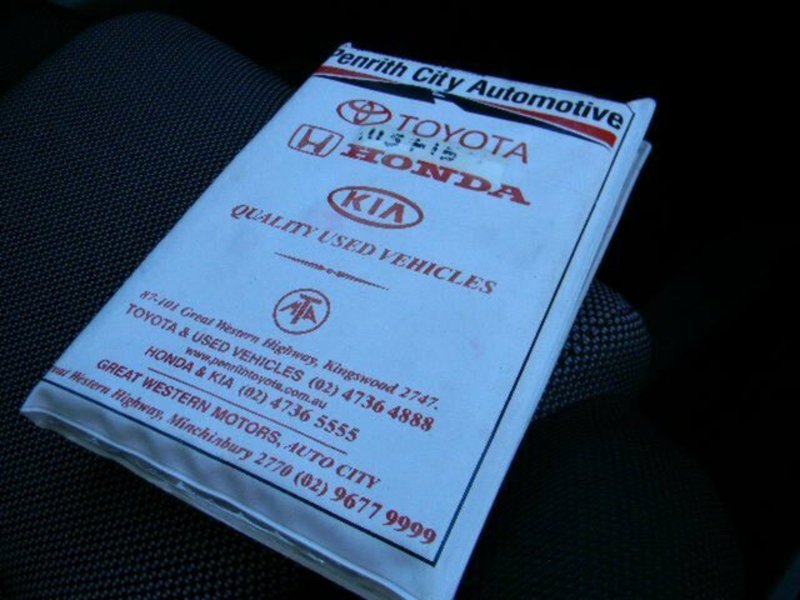 Penrith City Automotive
TOYOTA
HONDA
KIA
QUALITY USED VEHICLES
MTA
87-101 Great Western Highway, Kingswood 2747.
TOYOTA & USED VEHICLES (02) 4736 4888
www.penrithtoyota.com.au
HONDA & KIA (02) 4736 5555
GREAT WESTERN MOTORS, AUTO CITY
Western Highway, Minchinbury 2770 (02) 9677 9999